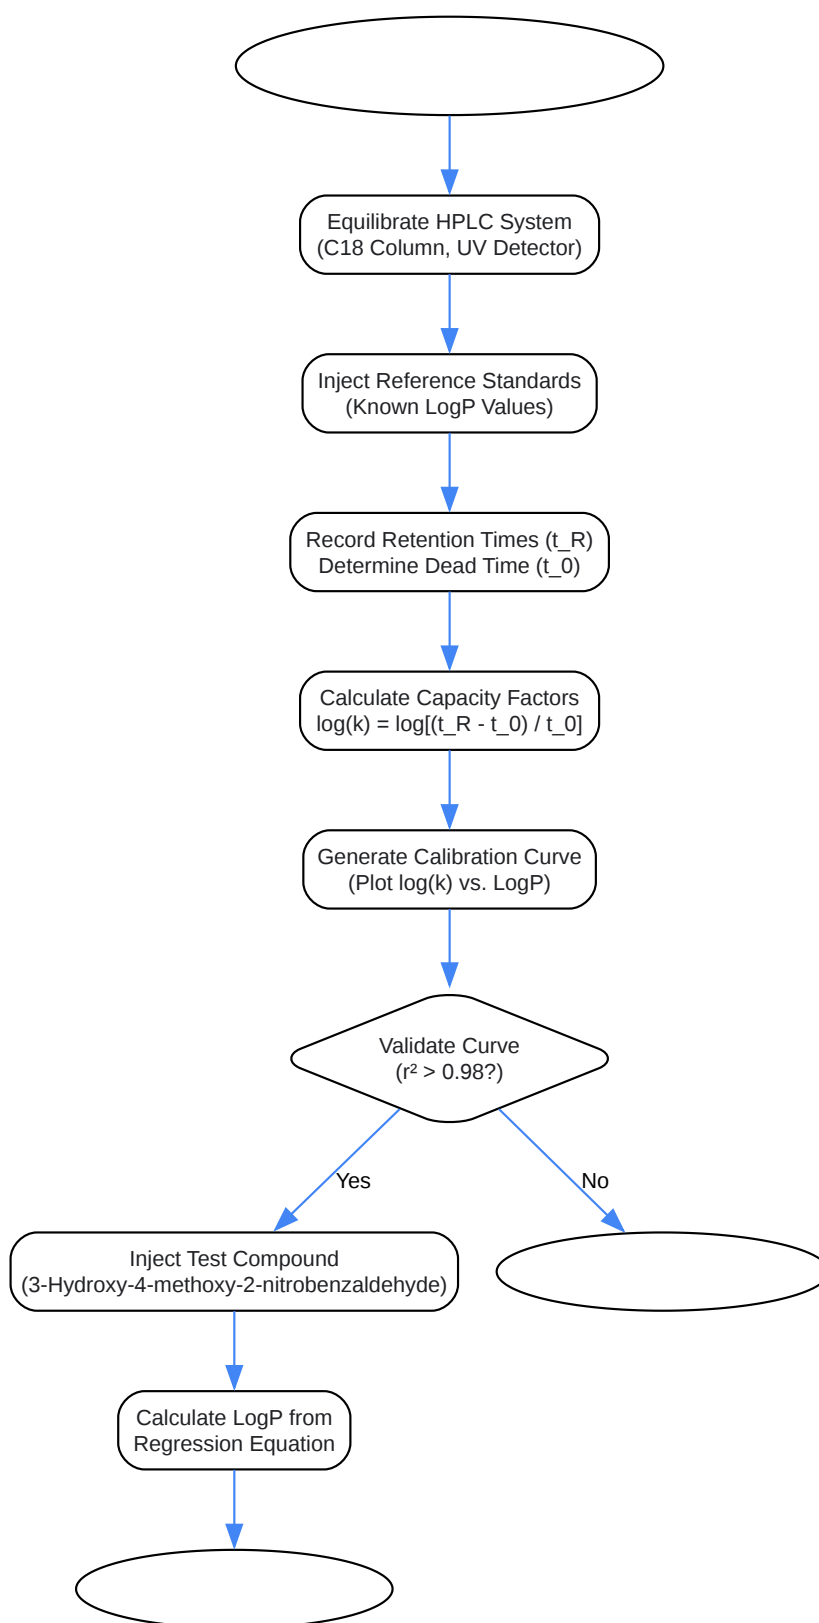 Equilibrate HPLC System
(C18 Column, UV Detector)
Inject Reference Standards
(Known LogP Values)
Record Retention Times (t_R)
Determine Dead Time (t_0)
Calculate Capacity Factors
log(k) = log[(t_R - t_0) / t_0]
Generate Calibration Curve
(Plot log(k) vs. LogP)
Validate Curve
(r² > 0.98?)
Yes
No
Inject Test Compound
(3-Hydroxy-4-methoxy-2-nitrobenzaldehyde)
Calculate LogP from
Regression Equation